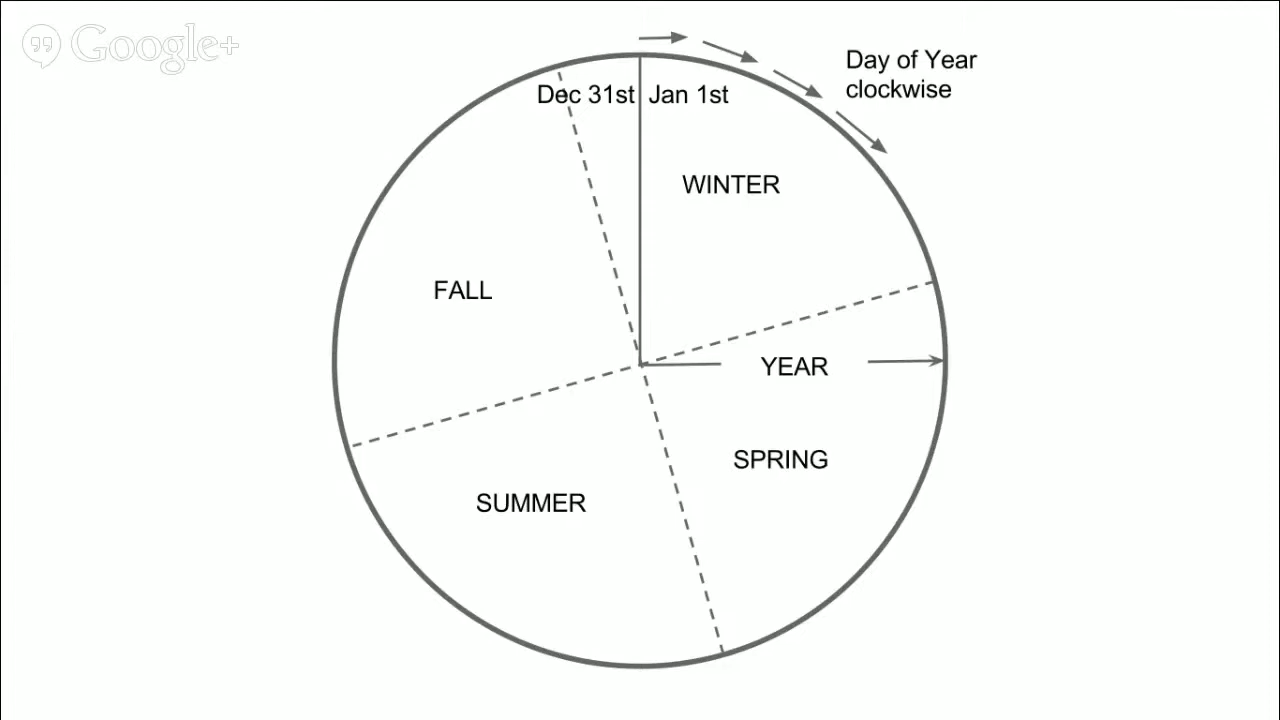 Google+
Day of Year
clockwise
Dec 31st
Jan 1st
WINTER
FALL
YEAR
SPRING
SUMMER